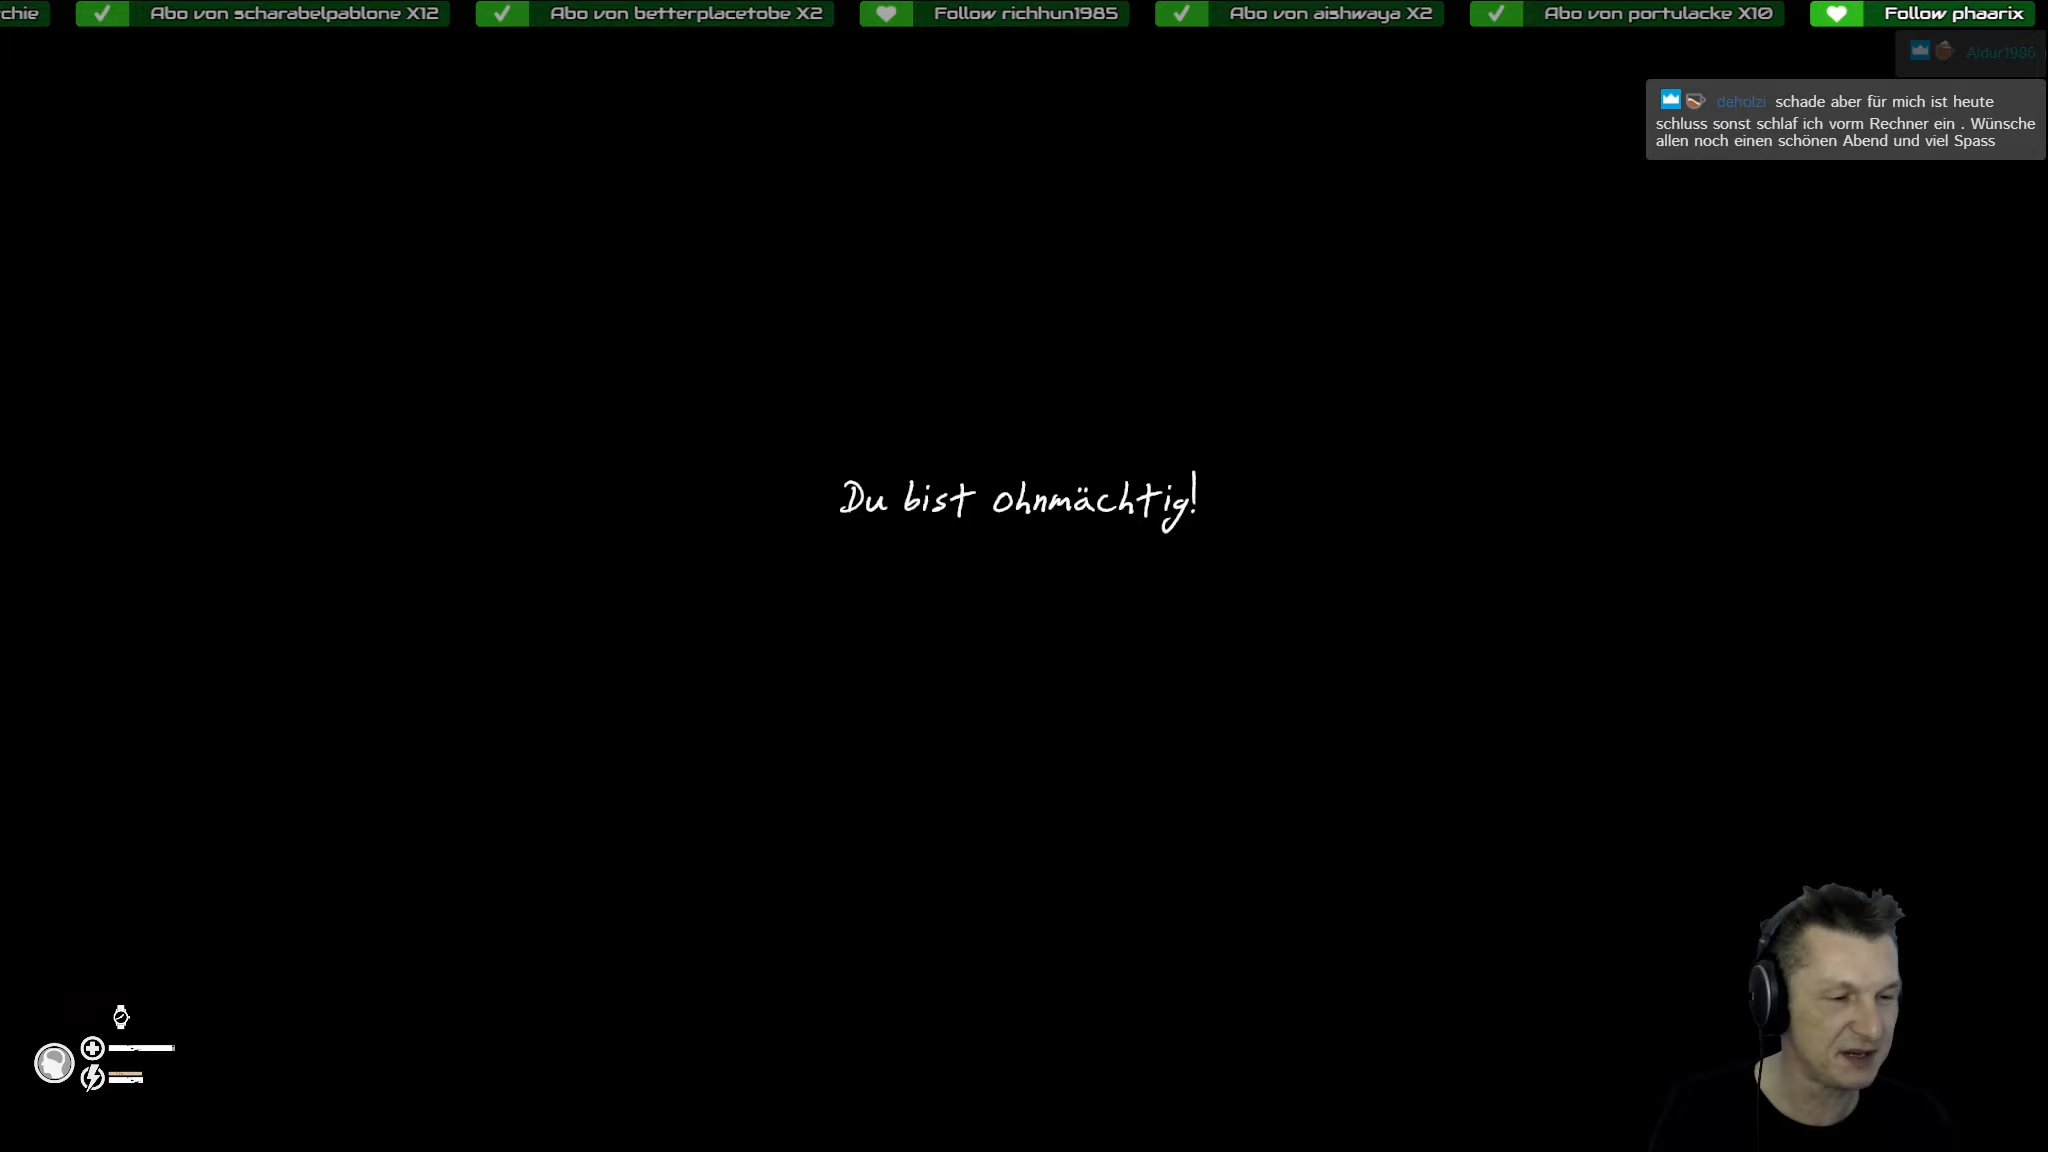 rchie
Abo von scharabelpablone X12
Abo von betterplacetobe X2
Follow richhun1985
Abo von aishwaya X2
Abo von portulacke X10
Follow phaarix
Ajdur1986
deholzi schade aber für mich ist heute
schluss sonst schlaf ich vorm Rechner ein . Wünsche
allen noch einen schönen Abend und viel Spass
Du bist ohnmächtig!